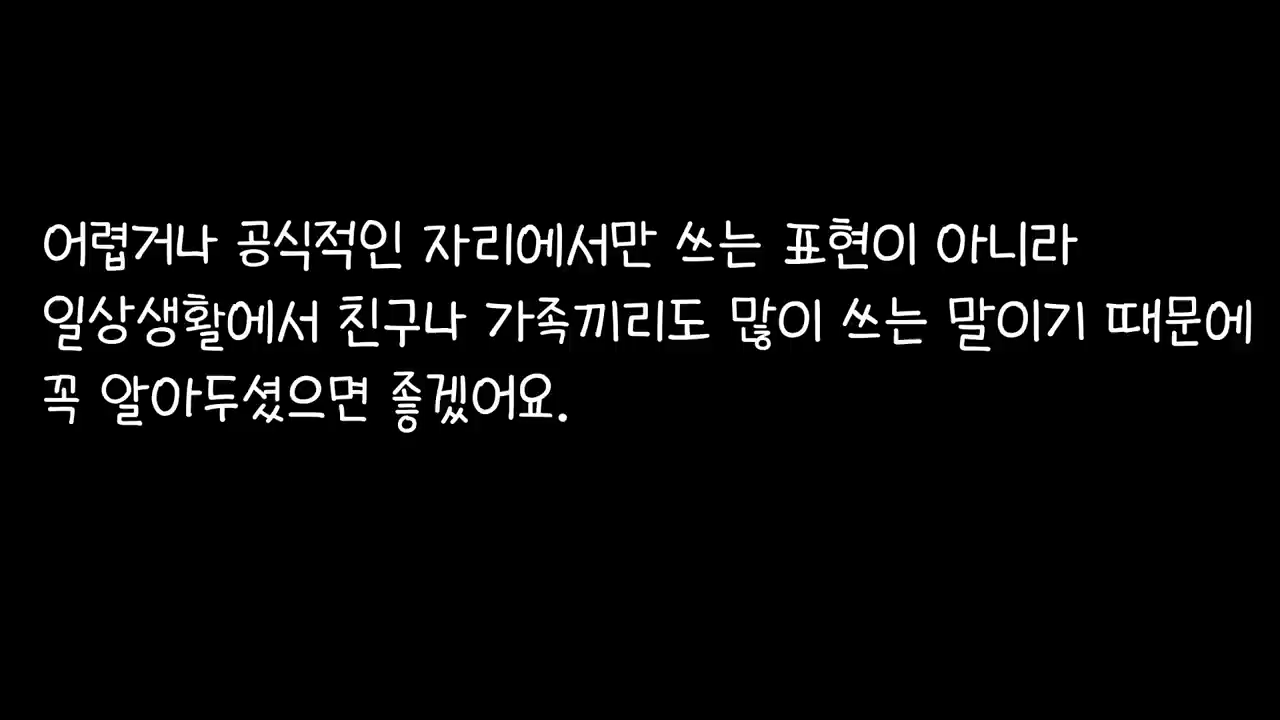 어렵거나 공식적인 자리에서만 쓰는 표현이 아니라
일상생활에서 친구나 가족끼리도 많이 쓰는 말이기 때문에
꼭 알아두셨으면 좋겠어요.